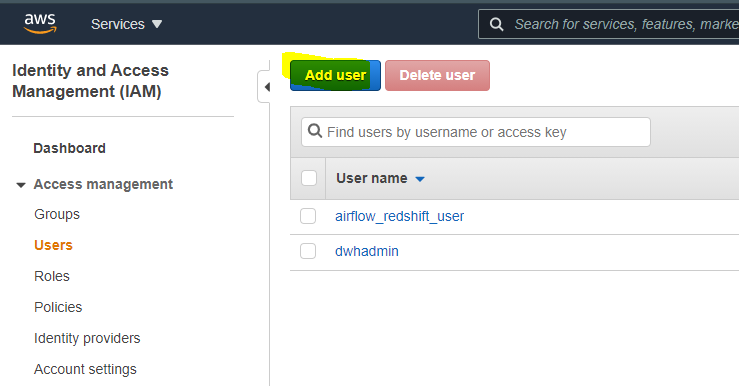 aws
Services
Search for services, features, marke
Identity and Access
Management (IAM)
Dashboard
Access management
Groups
Users
Roles
Policies
Identity providers
Account settings
Add user
Delete user
Find users by username or access key
User name
airflow_redshift_user
dwhadmin